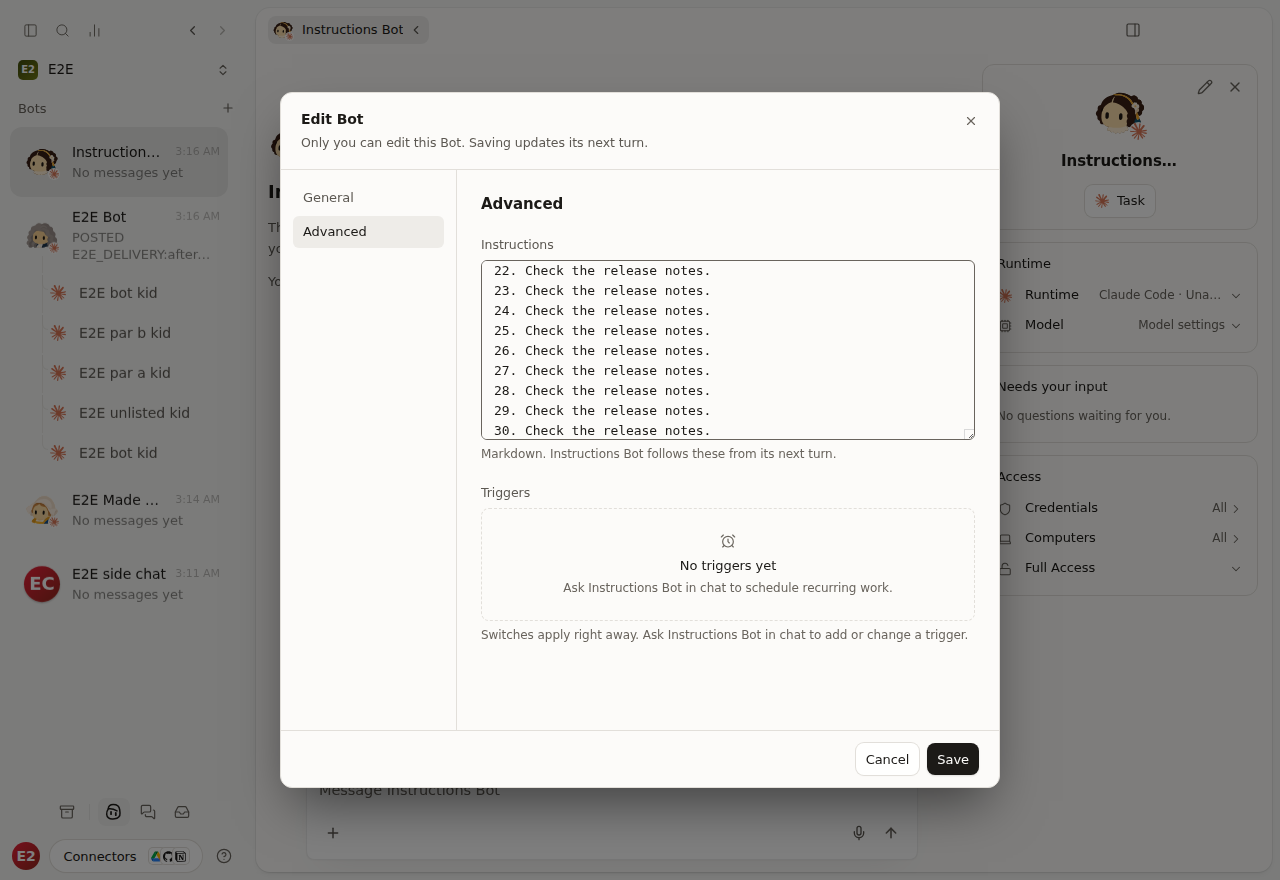 Instructions Bot
E2
E2E
Bots
Instruction...
3:16 AM
No messages yet
E2E Bot
3:16 AM
POSTED
E2E_DELIVERY:after...
E2E bot kid
E2E par b kid
E2E par a kid
E2E unlisted kid
E2E bot kid
E2E Made ...
3:14 AM
No messages yet
EC
E2E side chat
3:11 AM
No messages yet
E2
Connectors
Edit Bot
Only you can edit this Bot. Saving updates its next turn.
General
Advanced
Advanced
Instructions
22. Check the release notes.
23. Check the release notes.
24. Check the release notes.
25. Check the release notes.
26. Check the release notes.
27. Check the release notes.
28. Check the release notes.
29. Check the release notes.
30. Check the release notes.
Markdown. Instructions Bot follows these from its next turn.
Triggers
No triggers yet
Ask Instructions Bot in chat to schedule recurring work.
Switches apply right away. Ask Instructions Bot in chat to add or change a trigger.
Cancel
Save
Message Instructions Bot
Instructions...
Task
Runtime
Runtime
Claude Code · Una...
Model
Model settings
Needs your input
No questions waiting for you.
Access
Credentials
All
Computers
All
Full Access